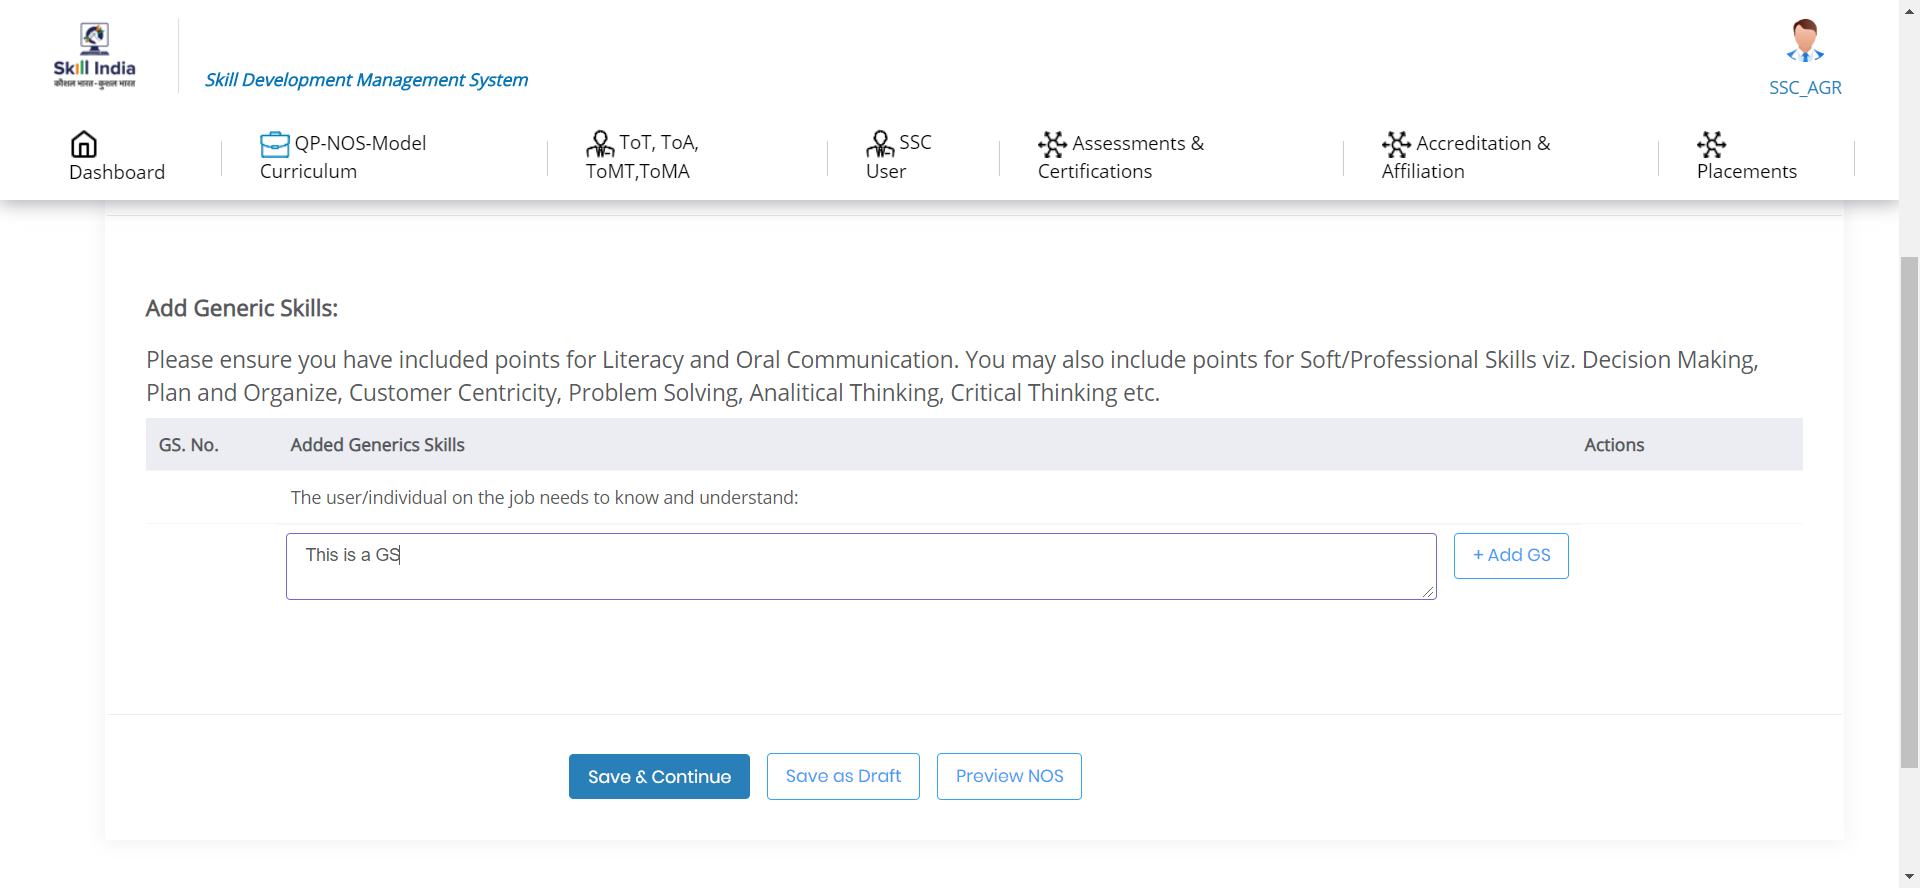 Skill India
कौशल भारत - कुशल भारत
Skill Development Management System
SSC_AGR
Dashboard
QP-NOS-Model
Curriculum
ToT, ToA,
ToMT,ToMA
SSC
User
Assessments &
Certifications
Accreditation &
Affiliation
Placements
Add Generic Skills:
Please ensure you have included points for Literacy and Oral Communication. You may also include points for Soft/Professional Skills viz. Decision Making,
Plan and Organize, Customer Centricity, Problem Solving, Analitical Thinking, Critical Thinking etc.
GS. No. Added Generics Skills Actions
The user/individual on the job needs to know and understand:
This is a GS
+ Add GS
Save & Continue Save as Draft Preview NOS